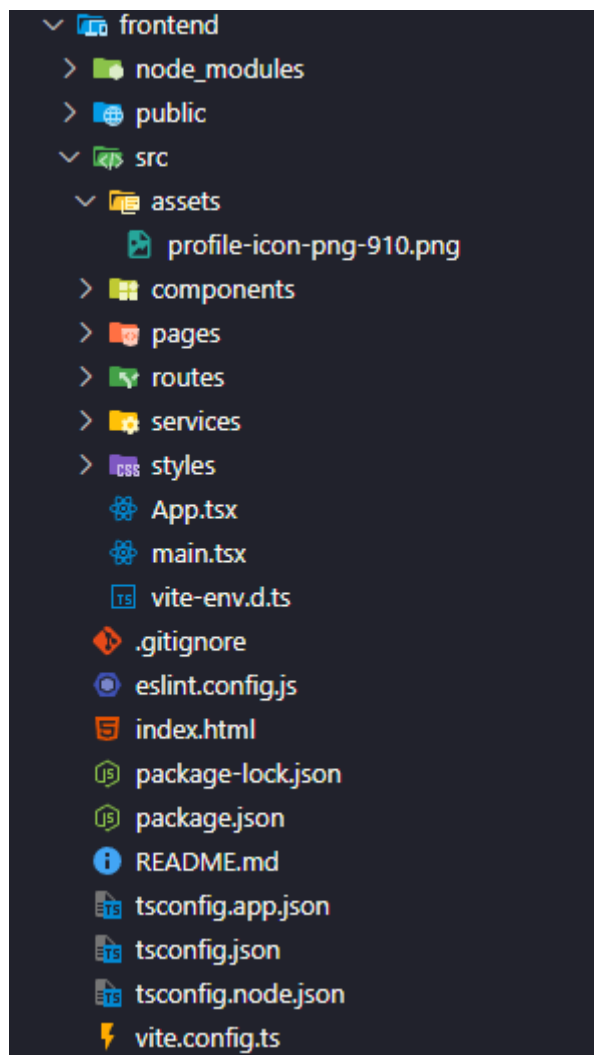 frontend
node_modules
public
src
assets
profile-icon-png-910.png
components
pages
routes
services
styles
App.tsx
main.tsx
vite-env.d.ts
.gitignore
eslint.config.js
index.html
package-lock.json
package.json
README.md
tsconfig.app.json
tsconfig.json
tsconfig.node.json
vite.config.ts